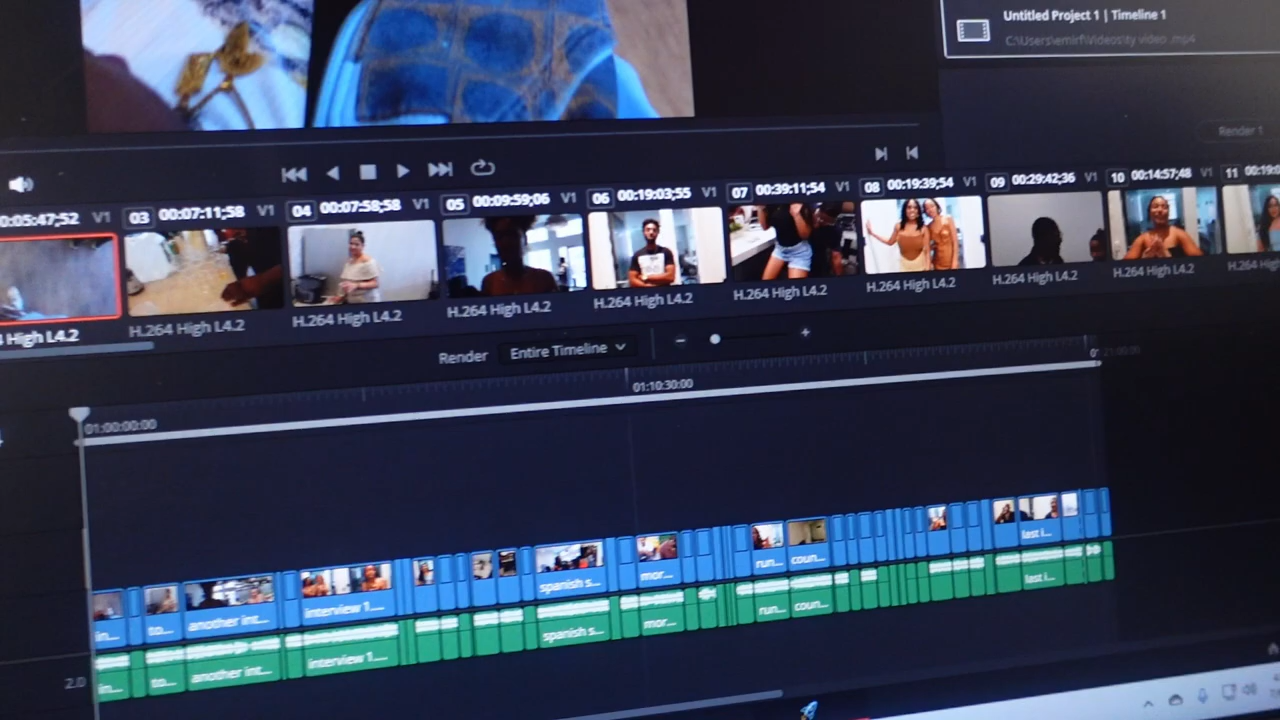 Untitled Project 1 | Timeline 1
C:\Users\emirf\Videos\ty video .mp4
Render 1
0:05:47;52 V1
03 00:07:11;58 V1
04 00:07:58;58 V1
05 00:09:59;06 V1
06 00:19:03;55 V1
07 00:39:11;54 V1
08 00:19:39;54 V1
09 00:29:42;36 V1
10 00:14:57;48 V1
11 00:19:0
High L4.2
H.264 High L4.2
H.264 High L4.2
H.264 High L4.2
H.264 High L4.2
H.264 High L4.2
H.264 High L4.2
H.264 High L4.2
H.264 High L4.2
H.264 High
Render Entire Timeline
01:00:00:00
01:10:30:00
in...
to...
another int...
interview 1....
spanish s...
mor...
run...
coun...
last i...
in...
to...
another int...
interview 1....
spanish s...
mor...
run...
coun...
last i...
2.0